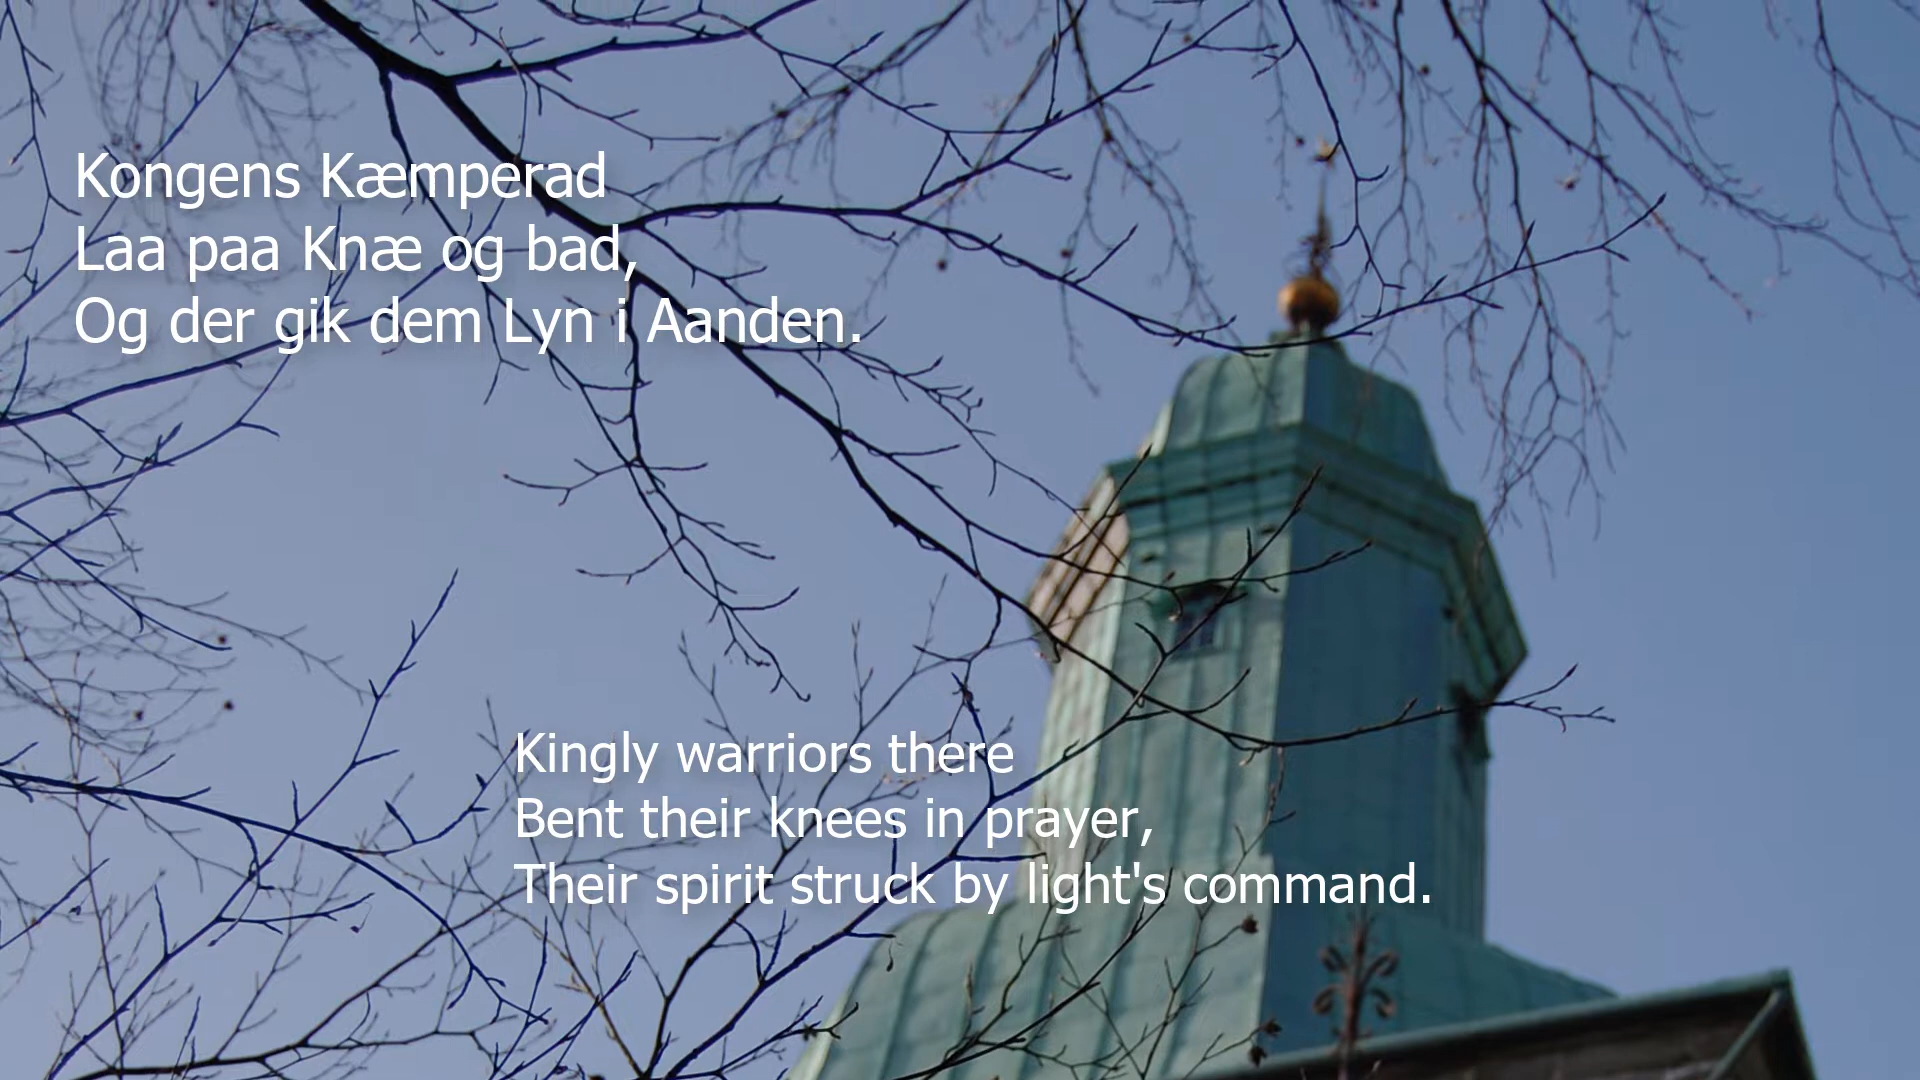 Kongens Kæmperad
Laa paa Knæ og bad,
Og der gik dem Lyn i Aanden.
Kingly warriors there
Bent their knees in prayer,
Their spirit struck by light's command.